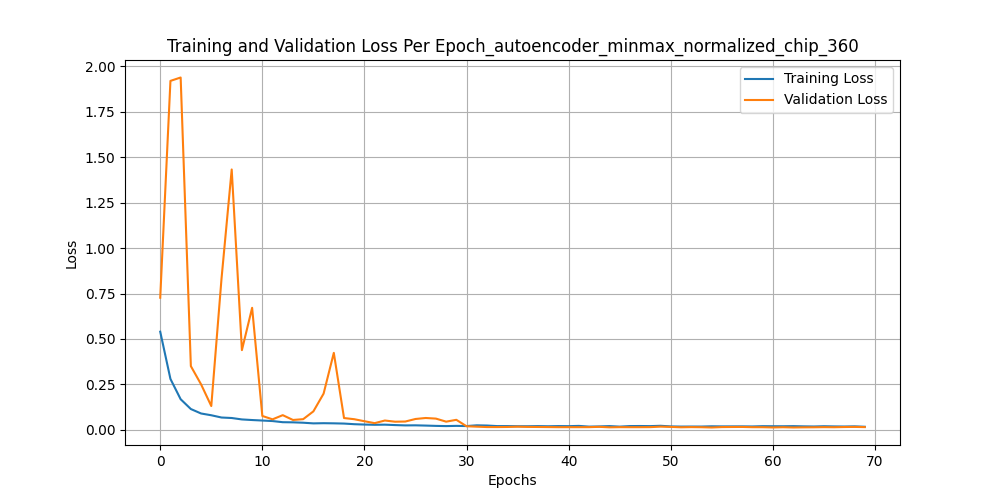 Training and Validation Loss Per Epoch_autoencoder_minmax_normalized_chip_360
Training Loss
Validation Loss
Loss
2.00
1.75
1.50
1.25
1.00
0.75
0.50
0.25
0.00
0 10 20 30 40 50 60 70
Epochs